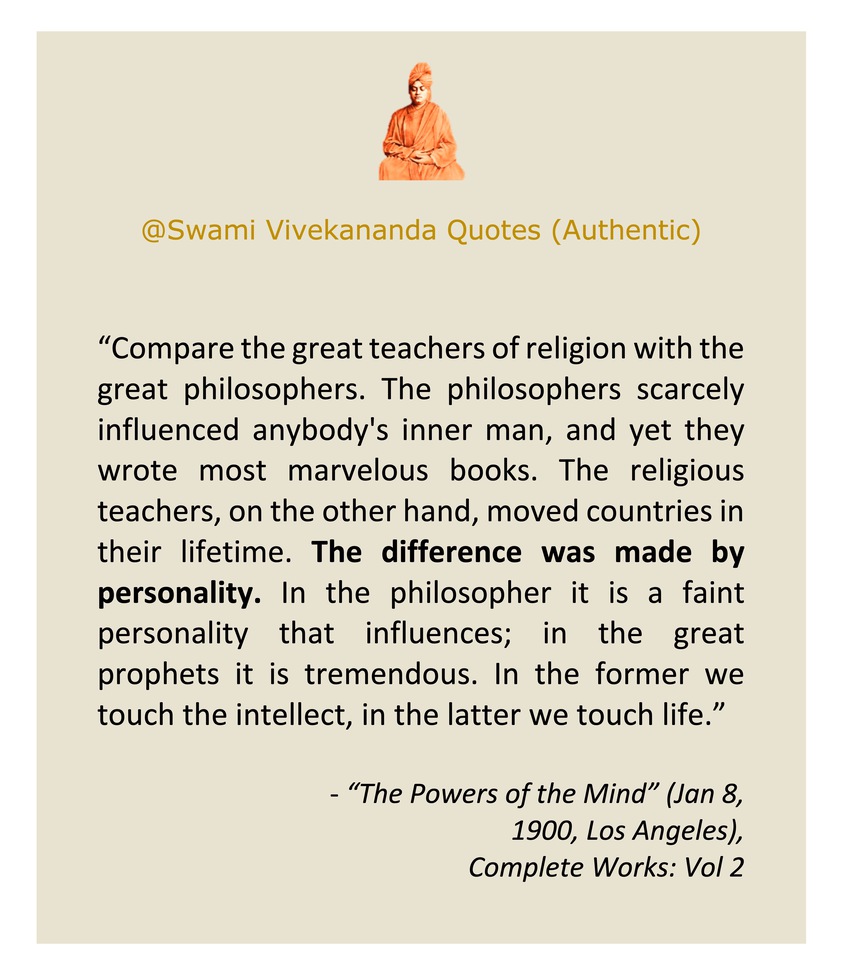 @Swami Vivekananda Quotes (Authentic)
“Compare the great teachers of religion with the
great philosophers. The philosophers scarcely
influenced anybody's inner man, and yet they
wrote most marvelous books. The religious
teachers, on the other hand, moved countries in
their lifetime. The difference was made by
personality. In the philosopher it is a faint
personality that influences; in the great
prophets it is tremendous. In the former we
touch the intellect, in the latter we touch life.”
- “The Powers of the Mind” (Jan 8,
1900, Los Angeles),
Complete Works: Vol 2